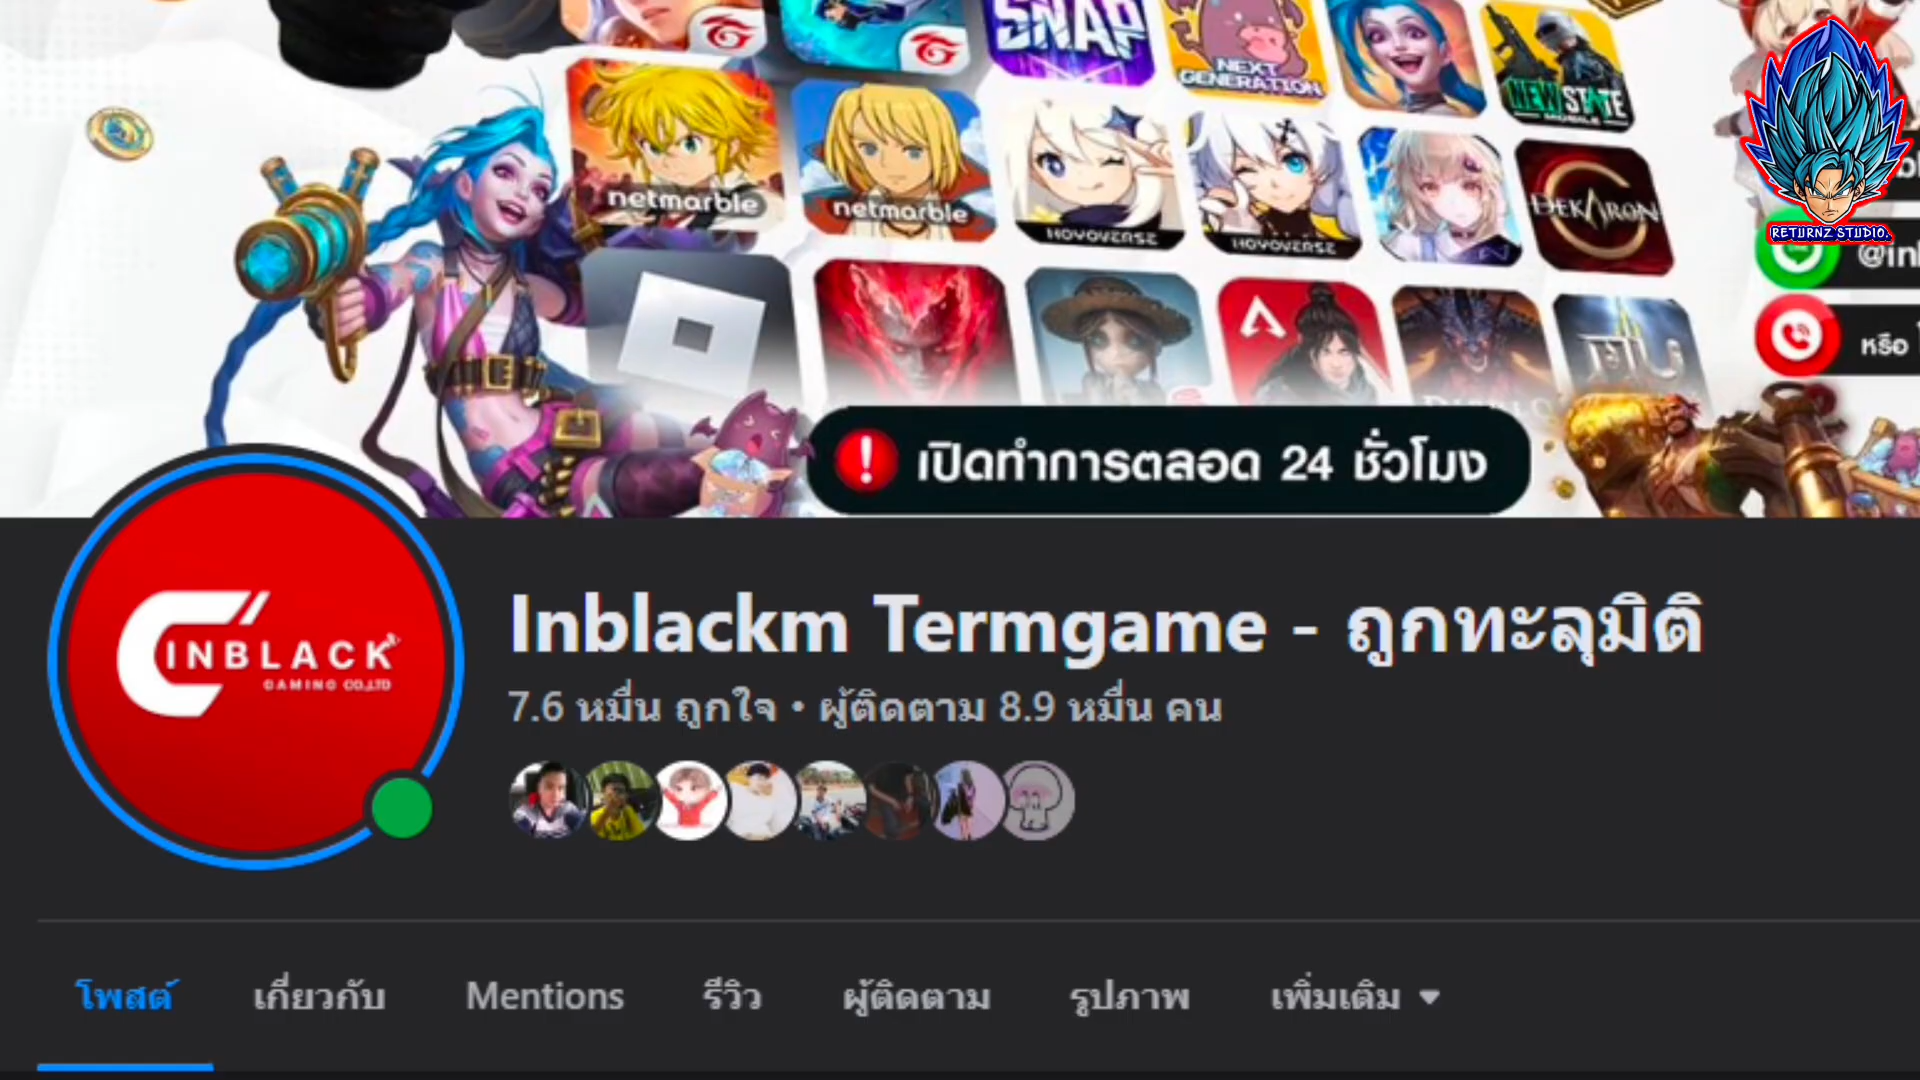 SNAP
NEXT
GENERATION
NEW STATE
MOBILE
netmarble
netmarble
HOYOVERSE
HOYOVERSE
DEKARON
RETURNZ STUDIO.
หรือ
เปิดทำการตลอด 24 ชั่วโมง
INBLACK
GAMING CO.,LTD
Inblackm Termgame - ถูกทะลุมิติ
7.6 หมื่น ถูกใจ • ผู้ติดตาม 8.9 หมื่น คน
โพสต์
เกี่ยวกับ
Mentions
รีวิว
ผู้ติดตาม
รูปภาพ
เพิ่มเติม